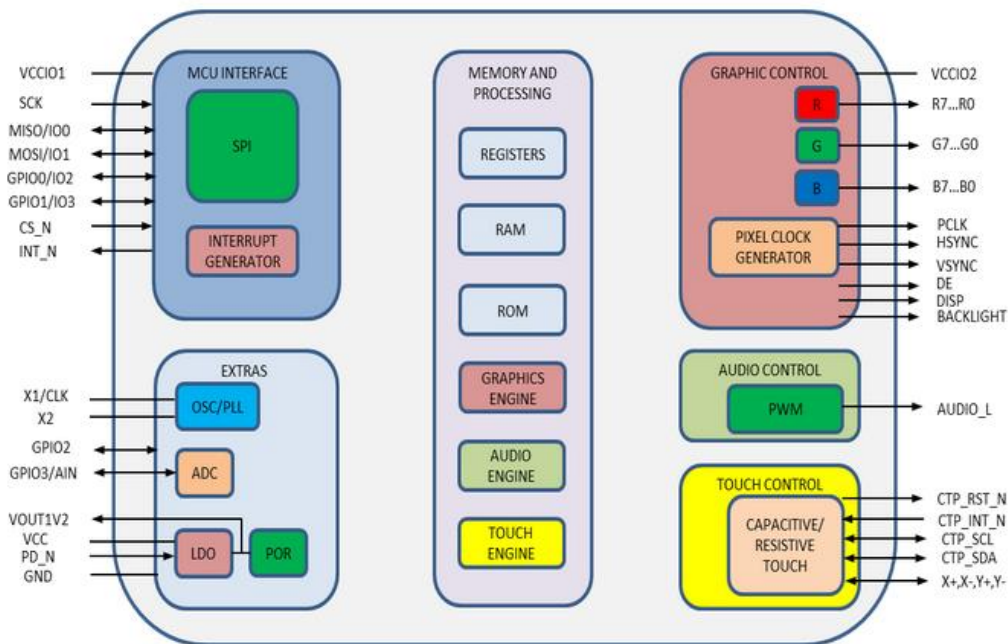 VCCIO1
SCK
MISO/IO0
MOSI/IO1
GPIO0/IO2
GPIO1/IO3
CS_N
INT_N
MCU INTERFACE
SPI
INTERRUPT
GENERATOR
X1/CLK
X2
GPIO2
GPIO3/AIN
VOUT1V2
VCC
PD_N
GND
EXTRAS
OSC/PLL
ADC
LDO
POR
MEMORY AND
PROCESSING
REGISTERS
RAM
ROM
GRAPHICS
ENGINE
AUDIO
ENGINE
TOUCH
ENGINE
GRAPHIC CONTROL
R
G
B
PIXEL CLOCK
GENERATOR
VCCIO2
R7...R0
G7...G0
B7...B0
PCLK
HSYNC
VSYNC
DE
DISP
BACKLIGHT
AUDIO CONTROL
PWM
AUDIO_L
TOUCH CONTROL
CAPACITIVE/
RESISTIVE
TOUCH
CTP_RST_N
CTP_INT_N
CTP_SCL
CTP_SDA
X+,X-,Y+,Y-